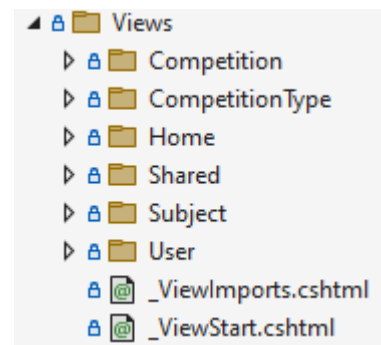 Views
Competition
CompetitionType
Home
Shared
Subject
User
_ViewImports.cshtml
_ViewStart.cshtml